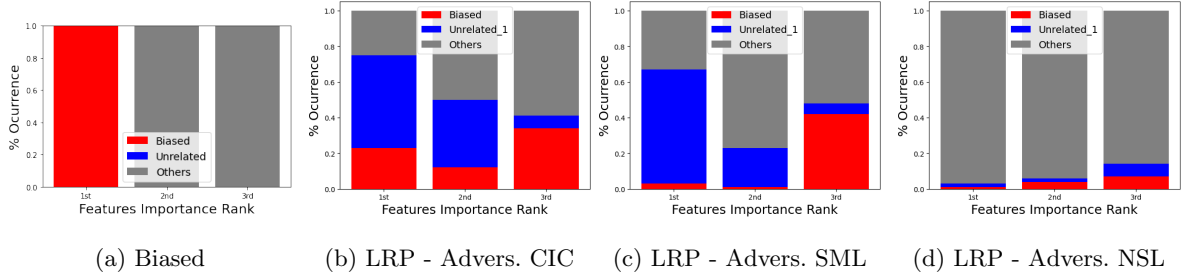 % Ocurrence
1.0
0.8
0.6
0.4
0.2
0.0
Biased
Unrelated
Others
1st 2nd 3rd
Features Importance Rank
(a) Biased
% Ocurrence
1.0
0.8
0.6
0.4
0.2
0.0
Biased
Unrelated_1
Others
1st 2nd 3rd
Features Importance Rank
(b) LRP - Advers. CIC
% Ocurrence
1.0
0.8
0.6
0.4
0.2
0.0
Biased
Unrelated_1
Others
1st 2nd 3rd
Features Importance Rank
(c) LRP - Advers. SML
% Ocurrence
1.0
0.8
0.6
0.4
0.2
0.0
Biased
Unrelated_1
Others
1st 2nd 3rd
Features Importance Rank
(d) LRP - Advers. NSL